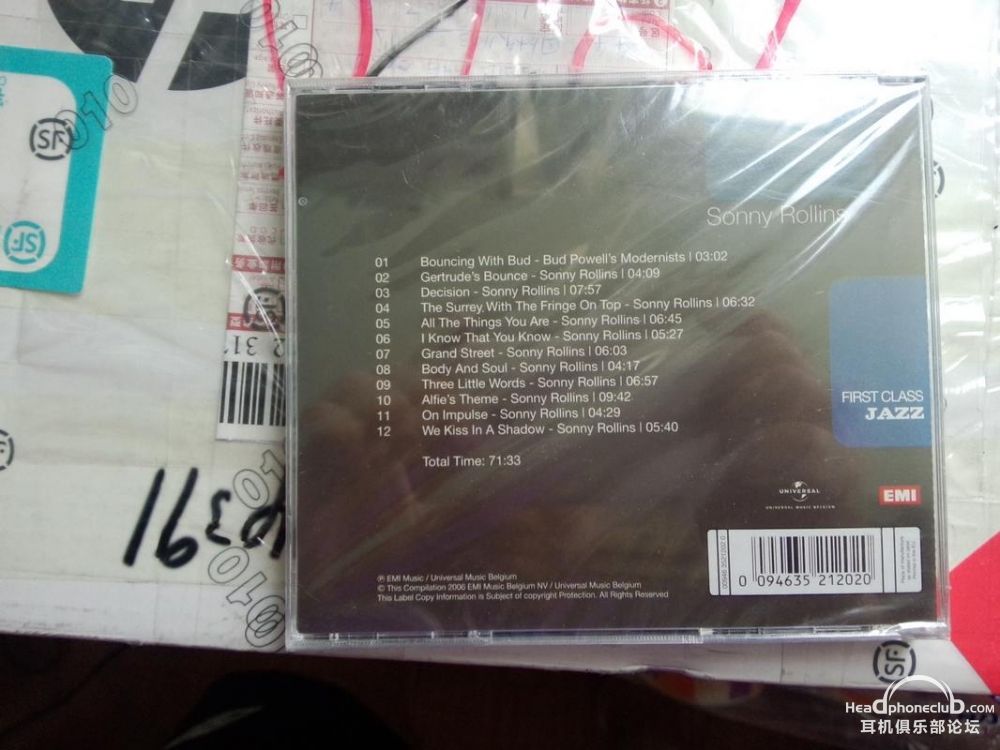 Sonny Rollins
01 Bouncing With Bud - Bud Powell's Modernists | 03:02
02 Gertrude's Bounce - Sonny Rollins | 04:09
03 Decision - Sonny Rollins | 07:57
04 The Surrey With The Fringe On Top - Sonny Rollins | 06:32
05 All The Things You Are - Sonny Rollins | 06:45
06 I Know That You Know - Sonny Rollins | 05:27
07 Grand Street - Sonny Rollins | 06:03
08 Body And Soul - Sonny Rollins | 04:17
09 Three Little Words - Sonny Rollins | 06:57
10 Alfie's Theme - Sonny Rollins | 09:42
11 On Impulse - Sonny Rollins | 04:29
12 We Kiss In A Shadow - Sonny Rollins | 05:40
Total Time: 71:33
FIRST CLASS
JAZZ
UNIVERSAL
UNIVERSAL MUSIC BELGIUM
EMI
0 094635 212020
℗ EMI Music / Universal Music Belgium
© This Compilation 2006 EMI Music Belgium NV / Universal Music Belgium
This Label Copy Information is Subject of copyright Protection. All Rights Reserved
SF
SF
SF
010
Headphoneclub.com
耳机俱乐部论坛